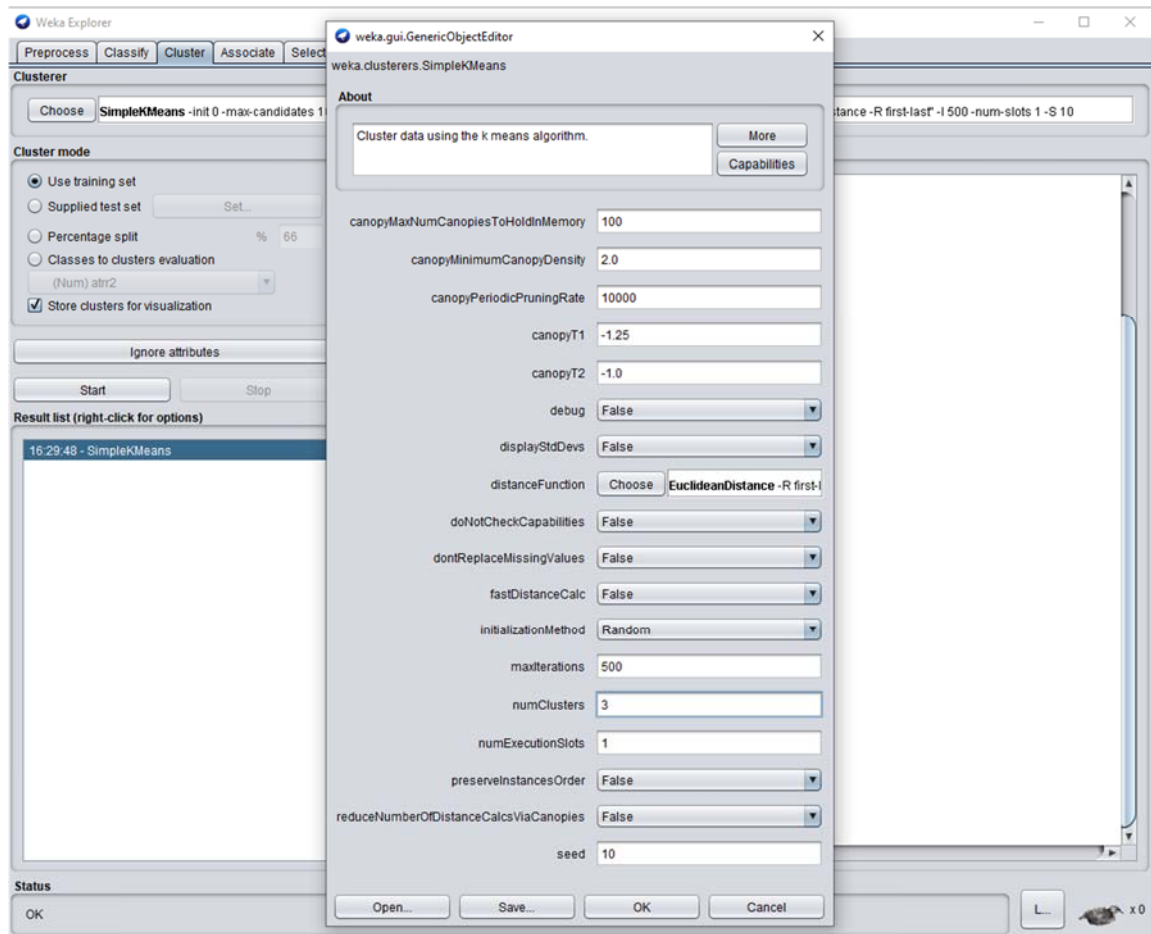 Weka Explorer
Preprocess Classify Cluster Associate Select
Clusterer
Choose SimpleKMeans -init 0 -max-candidates 1 tance -R first-last" -I 500 -num-slots 1 -S 10
Cluster mode
Use training set
Supplied test set Set...
Percentage split % 66
Classes to clusters evaluation
(Num) atrr2
Store clusters for visualization
Ignore attributes
Start Stop
Result list (right-click for options)
16:29:48 - SimpleKMeans
Status
OK
L... x 0
weka.gui.GenericObjectEditor
weka.clusterers.SimpleKMeans
About
Cluster data using the k means algorithm.
More
Capabilities
canopyMaxNumCanopiesToHoldInMemory 100
canopyMinimumCanopyDensity 2.0
canopyPeriodicPruningRate 10000
canopyT1 -1.25
canopyT2 -1.0
debug False
displayStdDevs False
distanceFunction Choose EuclideanDistance -R first-l
doNotCheckCapabilities False
dontReplaceMissingValues False
fastDistanceCalc False
initializationMethod Random
maxIterations 500
numClusters 3
numExecutionSlots 1
preserveInstancesOrder False
reduceNumberOfDistanceCalcsViaCanopies False
seed 10
Open... Save... OK Cancel